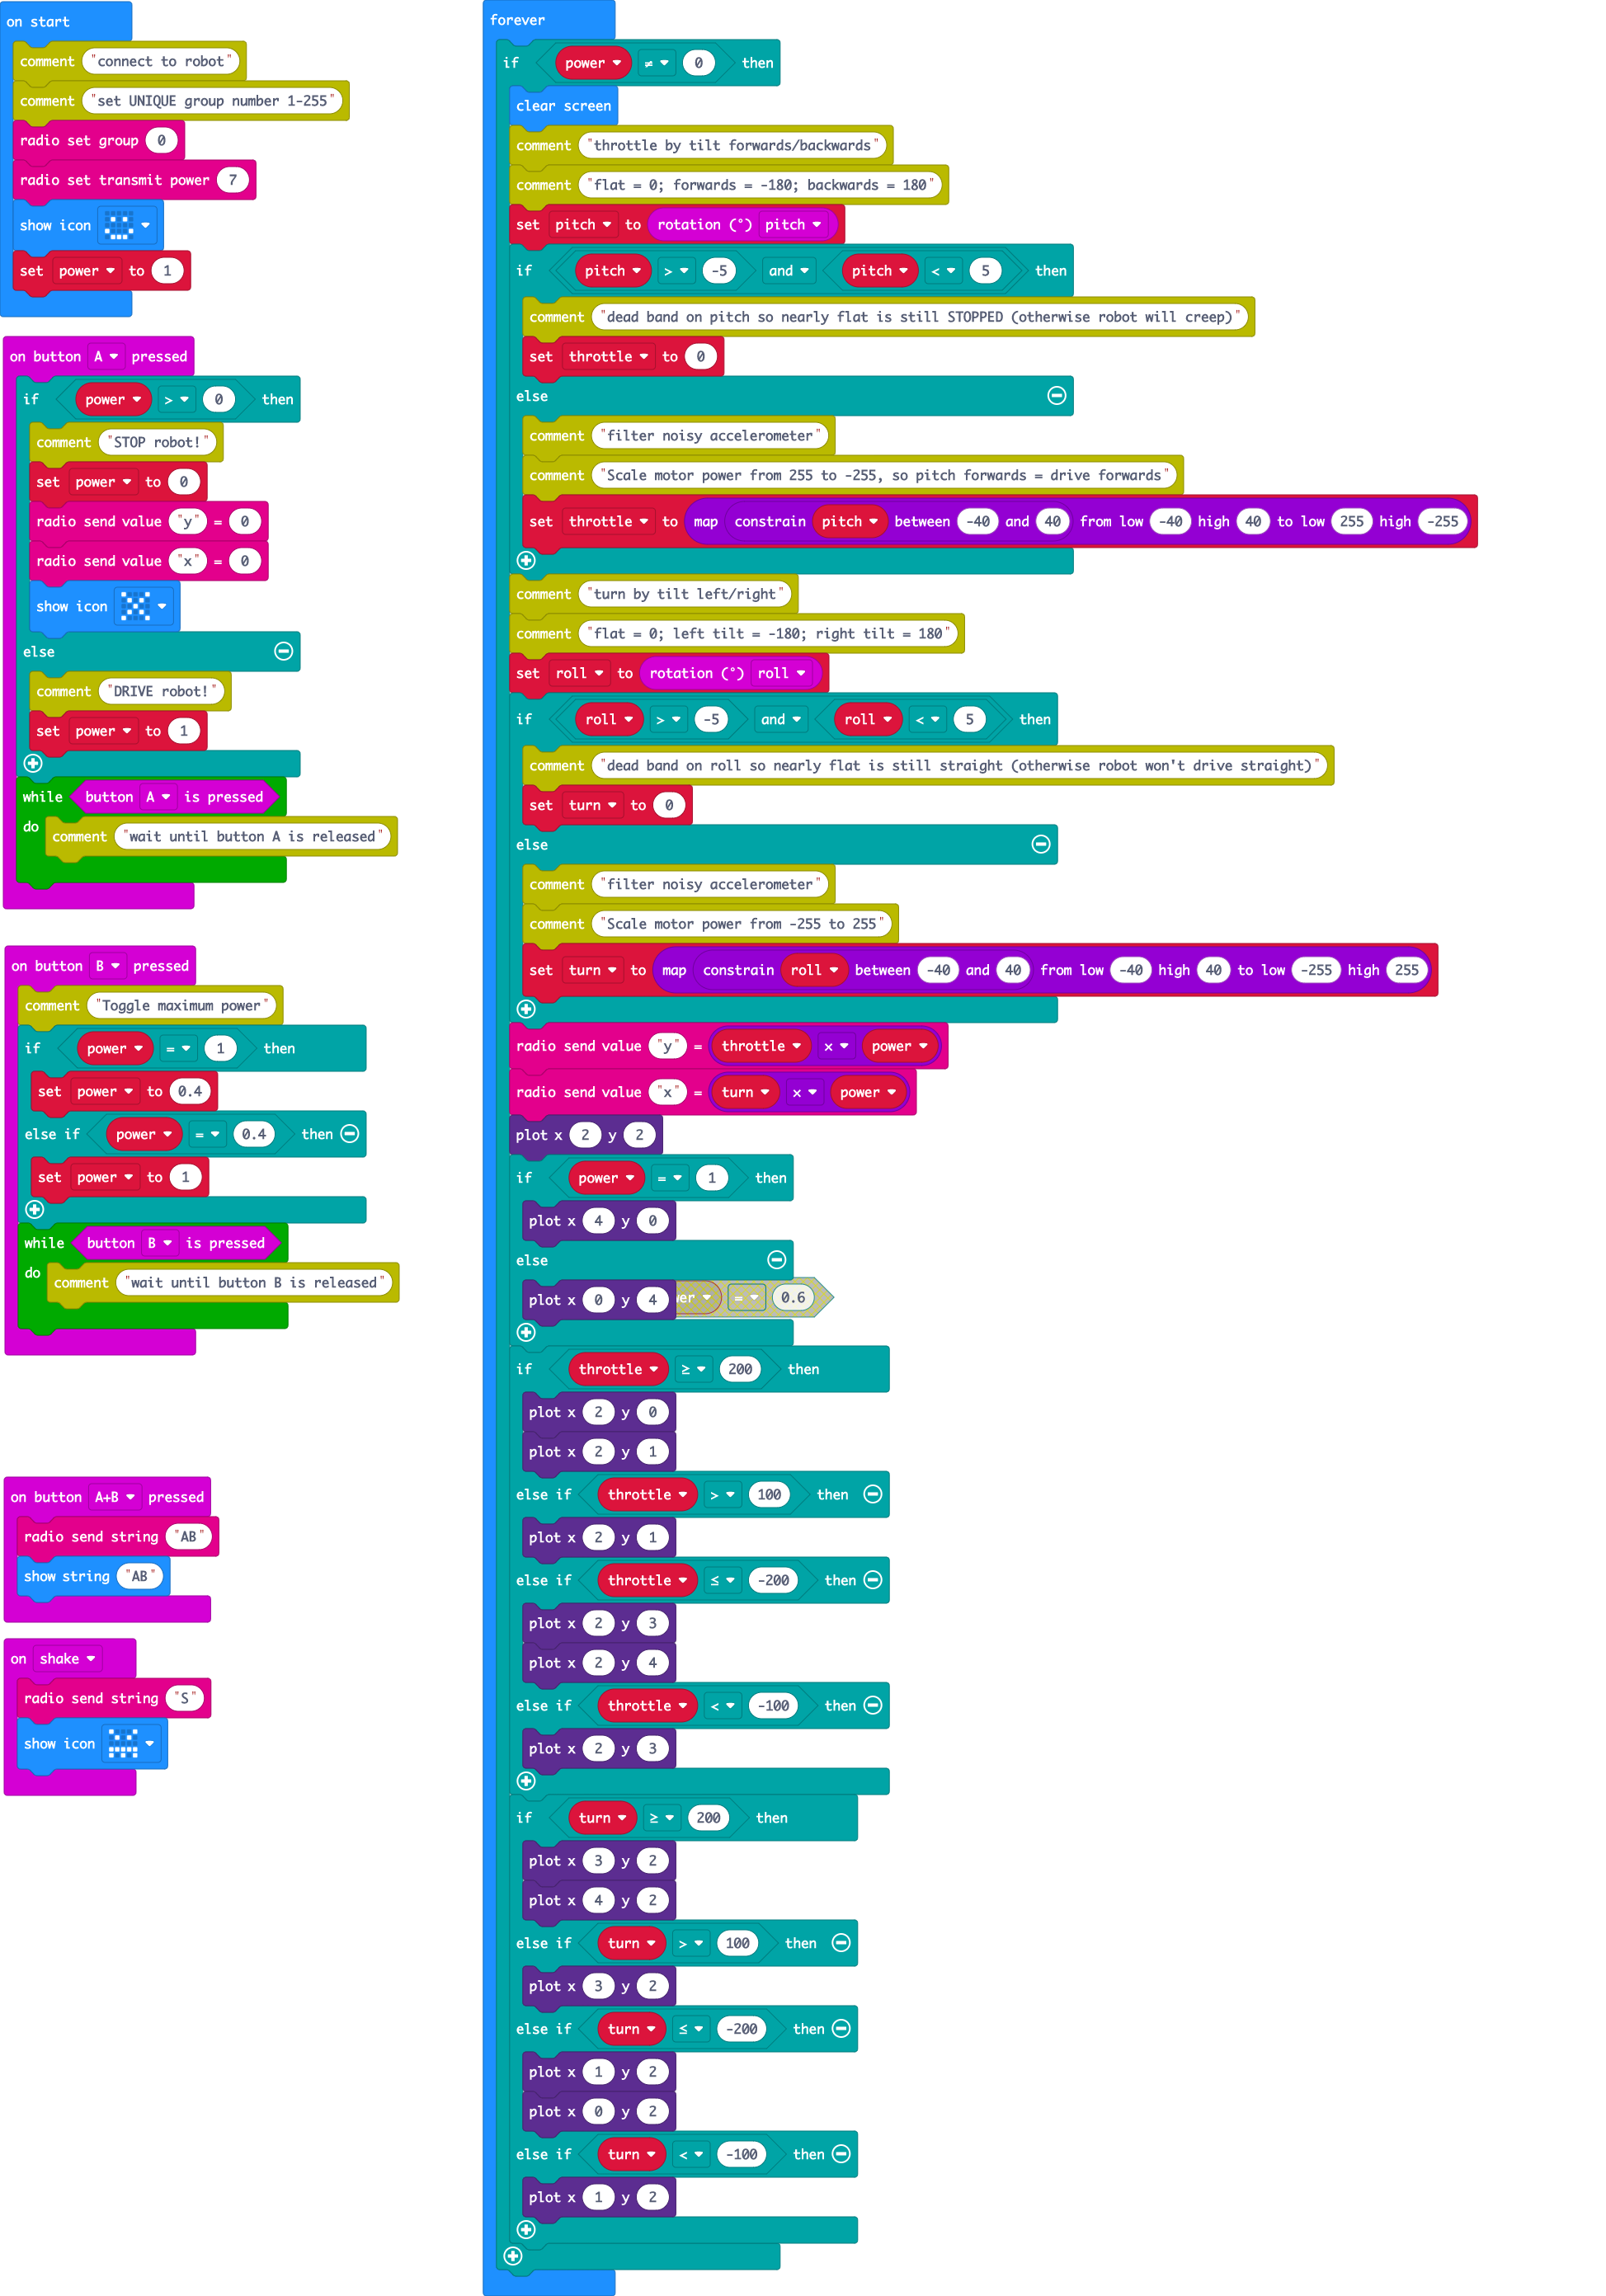 on start
comment "connect to robot"
comment "set UNIQUE group number 1-255"
radio set group 0
radio set transmit power 7
show icon
set power to 1
on button A pressed
if power > 0 then
comment "STOP robot!"
set power to 0
radio send value "y" = 0
radio send value "x" = 0
show icon
else
comment "DRIVE robot!"
set power to 1
while button A is pressed
do comment "wait until button A is released"
on button B pressed
comment "Toggle maximum power"
if power = 1 then
set power to 0.4
else if power = 0.4 then
set power to 1
while button B is pressed
do comment "wait until button B is released"
on button A+B pressed
radio send string "AB"
show string "AB"
on shake
radio send string "S"
show icon
forever
if power ≠ 0 then
clear screen
comment "throttle by tilt forwards/backwards"
comment "flat = 0; forwards = -180; backwards = 180"
set pitch to rotation (°) pitch
if pitch > -5 and pitch < 5 then
comment "dead band on pitch so nearly flat is still STOPPED (otherwise robot will creep)"
set throttle to 0
else
comment "filter noisy accelerometer"
comment "Scale motor power from 255 to -255, so pitch forwards = drive forwards"
set throttle to map constrain pitch between -40 and 40 from low -40 high 40 to low 255 high -255
comment "turn by tilt left/right"
comment "flat = 0; left tilt = -180; right tilt = 180"
set roll to rotation (°) roll
if roll > -5 and roll < 5 then
comment "dead band on roll so nearly flat is still straight (otherwise robot won't drive straight)"
set turn to 0
else
comment "filter noisy accelerometer"
comment "Scale motor power from -255 to 255"
set turn to map constrain roll between -40 and 40 from low -40 high 40 to low -255 high 255
radio send value "y" = throttle × power
radio send value "x" = turn × power
plot x 2 y 2
if power = 1 then
plot x 4 y 0
else
plot x 0 y 4 wer = 0.6
if throttle ≥ 200 then
plot x 2 y 0
plot x 2 y 1
else if throttle > 100 then
plot x 2 y 1
else if throttle ≤ -200 then
plot x 2 y 3
plot x 2 y 4
else if throttle < -100 then
plot x 2 y 3
if turn ≥ 200 then
plot x 3 y 2
plot x 4 y 2
else if turn > 100 then
plot x 3 y 2
else if turn ≤ -200 then
plot x 1 y 2
plot x 0 y 2
else if turn < -100 then
plot x 1 y 2